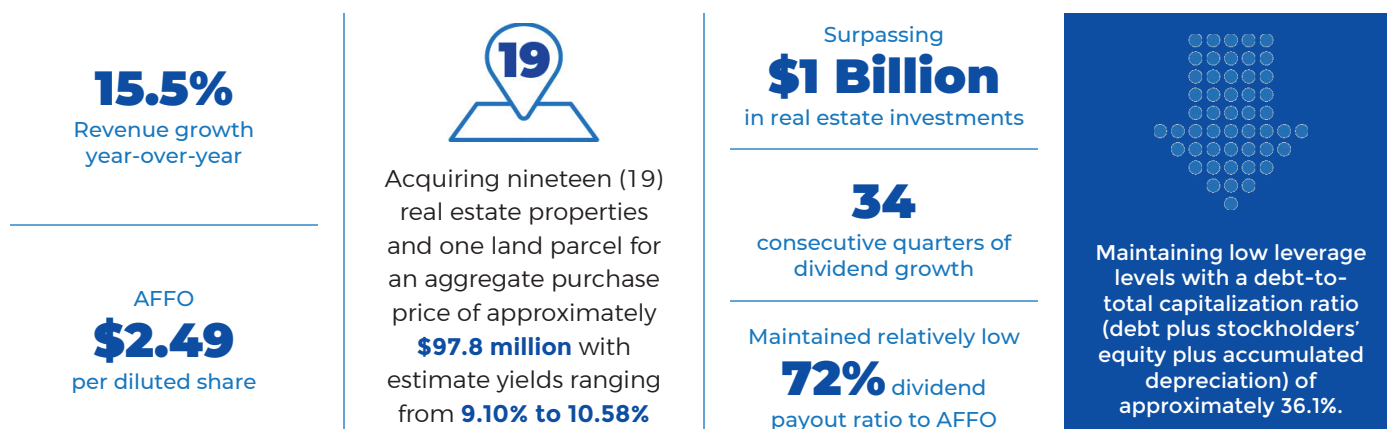 15.5%
Revenue growth
year-over-year
AFFO
$2.49
per diluted share
19
Acquiring nineteen (19)
real estate properties
and one land parcel for
an aggregate purchase
price of approximately
$97.8 million with
estimate yields ranging
from 9.10% to 10.58%
Surpassing
$1 Billion
in real estate investments
34
consecutive quarters of
dividend growth
Maintained relatively low
72% dividend
payout ratio to AFFO
Maintaining low leverage
levels with a debt-to-
total capitalization ratio
(debt plus stockholders'
equity plus accumulated
depreciation) of
approximately 36.1%.